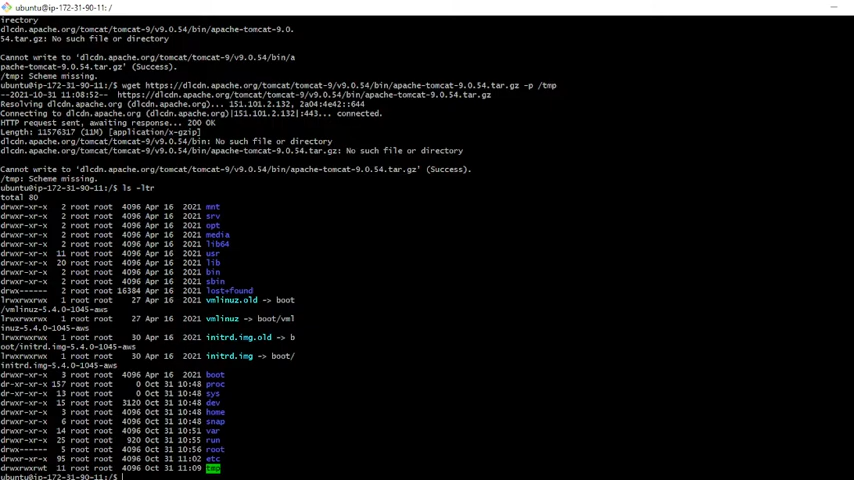 ubuntu@ip-172-31-90-11: /
irectory
dlcdn.apache.org/tomcat/tomcat-9/v9.0.54/bin/apache-tomcat-9.0.
54.tar.gz: No such file or directory
Cannot write to 'dlcdn.apache.org/tomcat/tomcat-9/v9.0.54/bin/a
pache-tomcat-9.0.54.tar.gz' (Success).
/tmp: Scheme missing.
ubuntu@ip-172-31-90-11:/$ wget https://dlcdn.apache.org/tomcat/tomcat-9/v9.0.54/bin/apache-tomcat-9.0.54.tar.gz -p /tmp
--2021-10-31 11:08:52--  https://dlcdn.apache.org/tomcat/tomcat-9/v9.0.54/bin/apache-tomcat-9.0.54.tar.gz
Resolving dlcdn.apache.org (dlcdn.apache.org)... 151.101.2.132, 2a04:4e42::644
Connecting to dlcdn.apache.org (dlcdn.apache.org)|151.101.2.132|:443... connected.
HTTP request sent, awaiting response... 200 OK
Length: 11576317 (11M) [application/x-gzip]
dlcdn.apache.org/tomcat/tomcat-9/v9.0.54/bin: No such file or directory
dlcdn.apache.org/tomcat/tomcat-9/v9.0.54/bin/apache-tomcat-9.0.54.tar.gz: No such file or directory
Cannot write to 'dlcdn.apache.org/tomcat/tomcat-9/v9.0.54/bin/apache-tomcat-9.0.54.tar.gz' (Success).
/tmp: Scheme missing.
ubuntu@ip-172-31-90-11:/$ ls -ltr
total 80
drwxr-xr-x   2 root root  4096 Apr 16  2021 mnt
drwxr-xr-x   2 root root  4096 Apr 16  2021 srv
drwxr-xr-x   2 root root  4096 Apr 16  2021 opt
drwxr-xr-x   2 root root  4096 Apr 16  2021 media
drwxr-xr-x   2 root root  4096 Apr 16  2021 lib64
drwxr-xr-x  11 root root  4096 Apr 16  2021 usr
drwxr-xr-x  20 root root  4096 Apr 16  2021 lib
drwxr-xr-x   2 root root  4096 Apr 16  2021 bin
drwxr-xr-x   2 root root  4096 Apr 16  2021 sbin
drwx------   2 root root 16384 Apr 16  2021 lost+found
lrwxrwxrwx   1 root root    27 Apr 16  2021 vmlinuz.old -> boot
/vmlinuz-5.4.0-1045-aws
lrwxrwxrwx   1 root root    27 Apr 16  2021 vmlinuz -> boot/vml
inuz-5.4.0-1045-aws
lrwxrwxrwx   1 root root    30 Apr 16  2021 initrd.img.old -> b
oot/initrd.img-5.4.0-1045-aws
lrwxrwxrwx   1 root root    30 Apr 16  2021 initrd.img -> boot/
initrd.img-5.4.0-1045-aws
drwxr-xr-x   3 root root  4096 Apr 16  2021 boot
dr-xr-xr-x 157 root root     0 Oct 31 10:48 proc
dr-xr-xr-x  13 root root     0 Oct 31 10:48 sys
drwxr-xr-x  15 root root  3120 Oct 31 10:48 dev
drwxr-xr-x   3 root root  4096 Oct 31 10:48 home
drwxr-xr-x   6 root root  4096 Oct 31 10:48 snap
drwxr-xr-x  14 root root  4096 Oct 31 10:51 var
drwxr-xr-x  25 root root   920 Oct 31 10:55 run
drwx------   5 root root  4096 Oct 31 10:56 root
drwxr-xr-x  95 root root  4096 Oct 31 11:02 etc
drwxrwxrwt  11 root root  4096 Oct 31 11:09 tmp
ubuntu@ip-172-31-90-11:/$